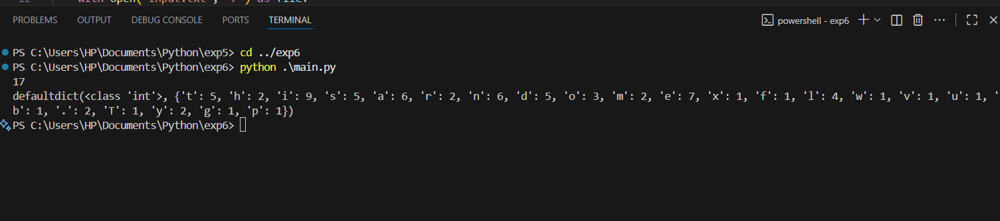 12 with open('input.txt', 'r') as file:
PROBLEMS OUTPUT DEBUG CONSOLE PORTS TERMINAL powershell - exp6
PS C:\Users\HP\Documents\Python\exp5> cd ../exp6
PS C:\Users\HP\Documents\Python\exp6> python .\main.py
17
defaultdict(<class 'int'>, {'t': 5, 'h': 2, 'i': 9, 's': 5, 'a': 6, 'r': 2, 'n': 6, 'd': 5, 'o': 3, 'm': 2, 'e': 7, 'x': 1, 'f': 1, 'l': 4, 'w': 1, 'v': 1, 'u': 1, '
b': 1, '.': 2, 'T': 1, 'y': 2, 'g': 1, 'p': 1})
PS C:\Users\HP\Documents\Python\exp6>